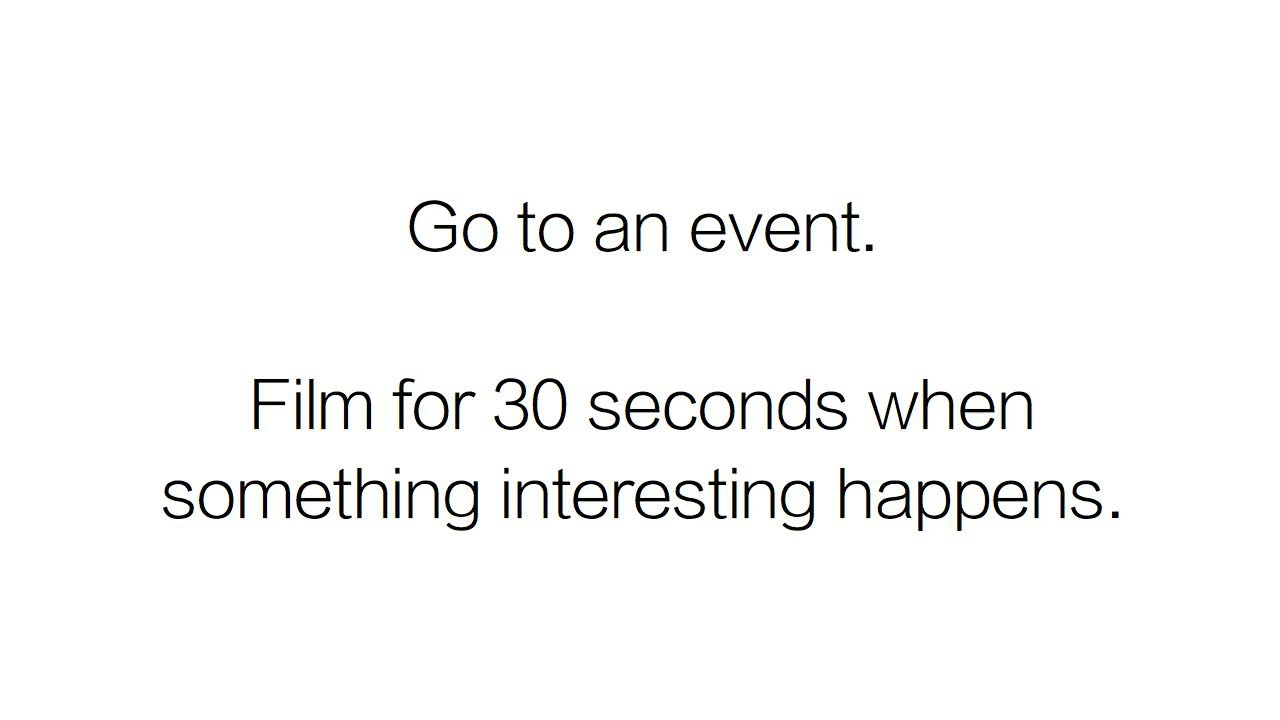 Go to an event.
Film for 30 seconds when
something interesting happens.